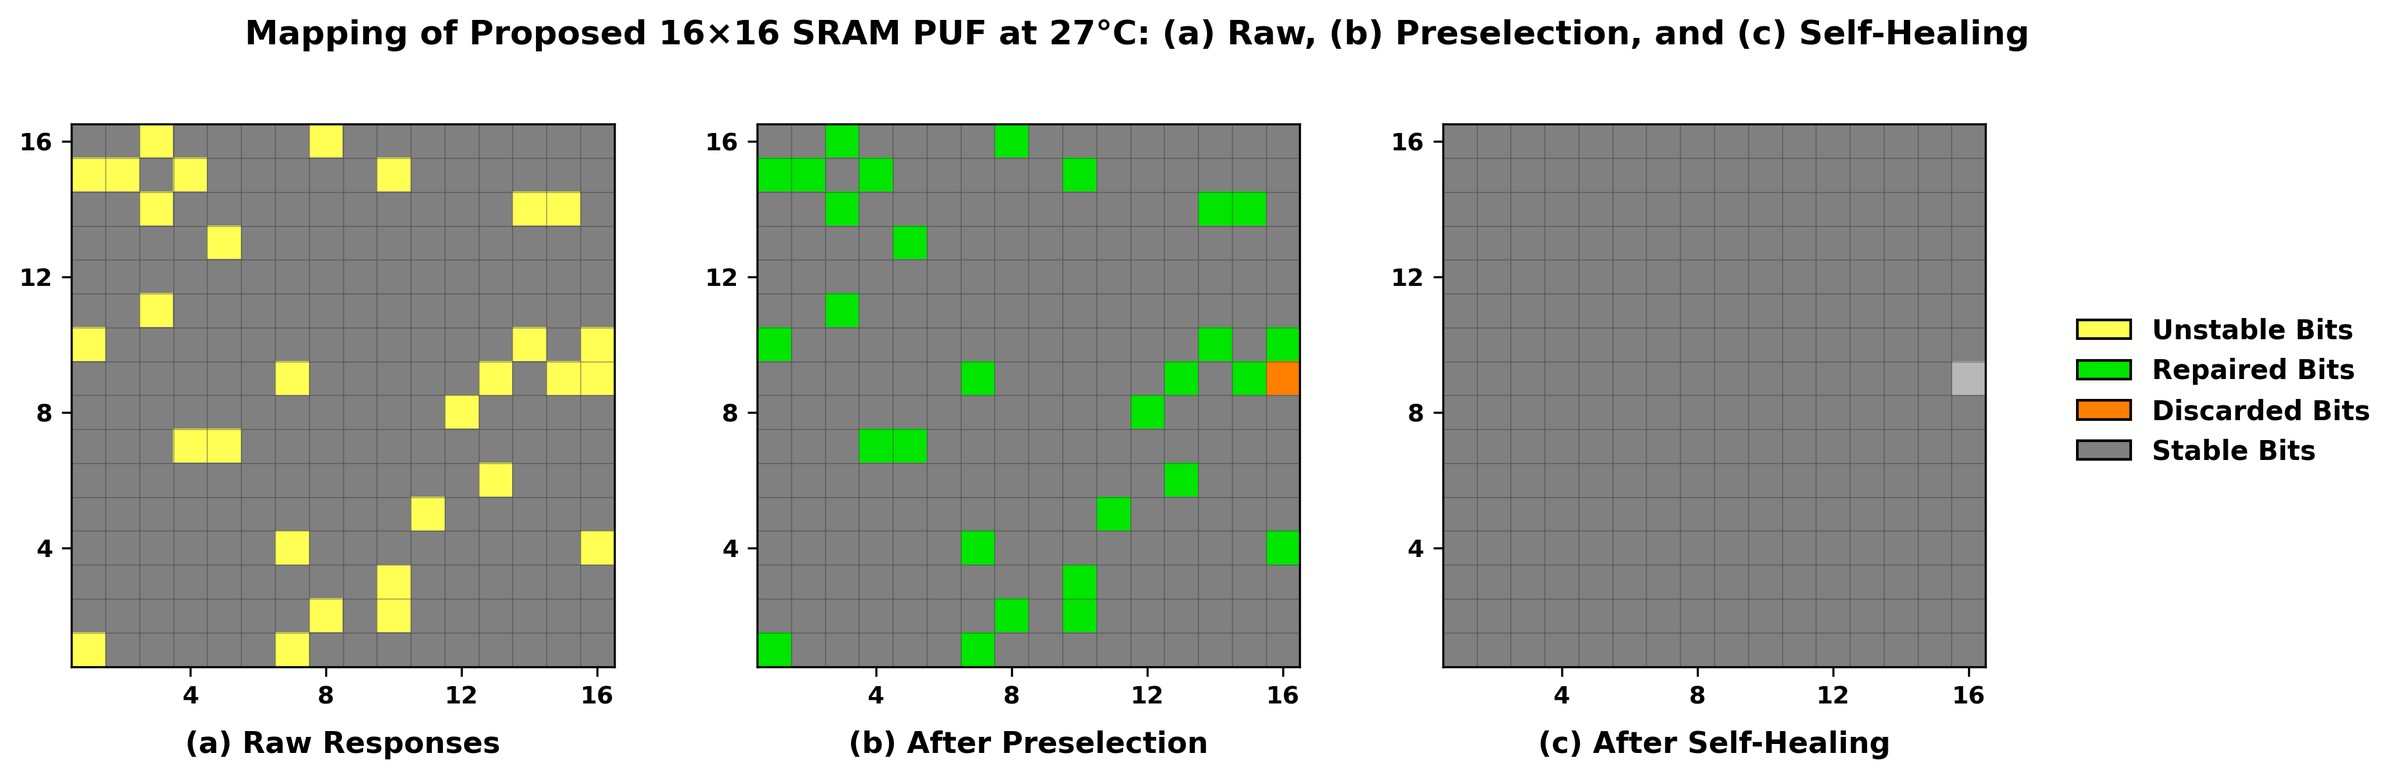 Mapping of Proposed 16×16 SRAM PUF at 27°C: (a) Raw, (b) Preselection, and (c) Self-Healing
16
12
8
4
4 8 12 16
(a) Raw Responses
16
12
8
4
4 8 12 16
(b) After Preselection
16
12
8
4
4 8 12 16
(c) After Self-Healing
Unstable Bits
Repaired Bits
Discarded Bits
Stable Bits